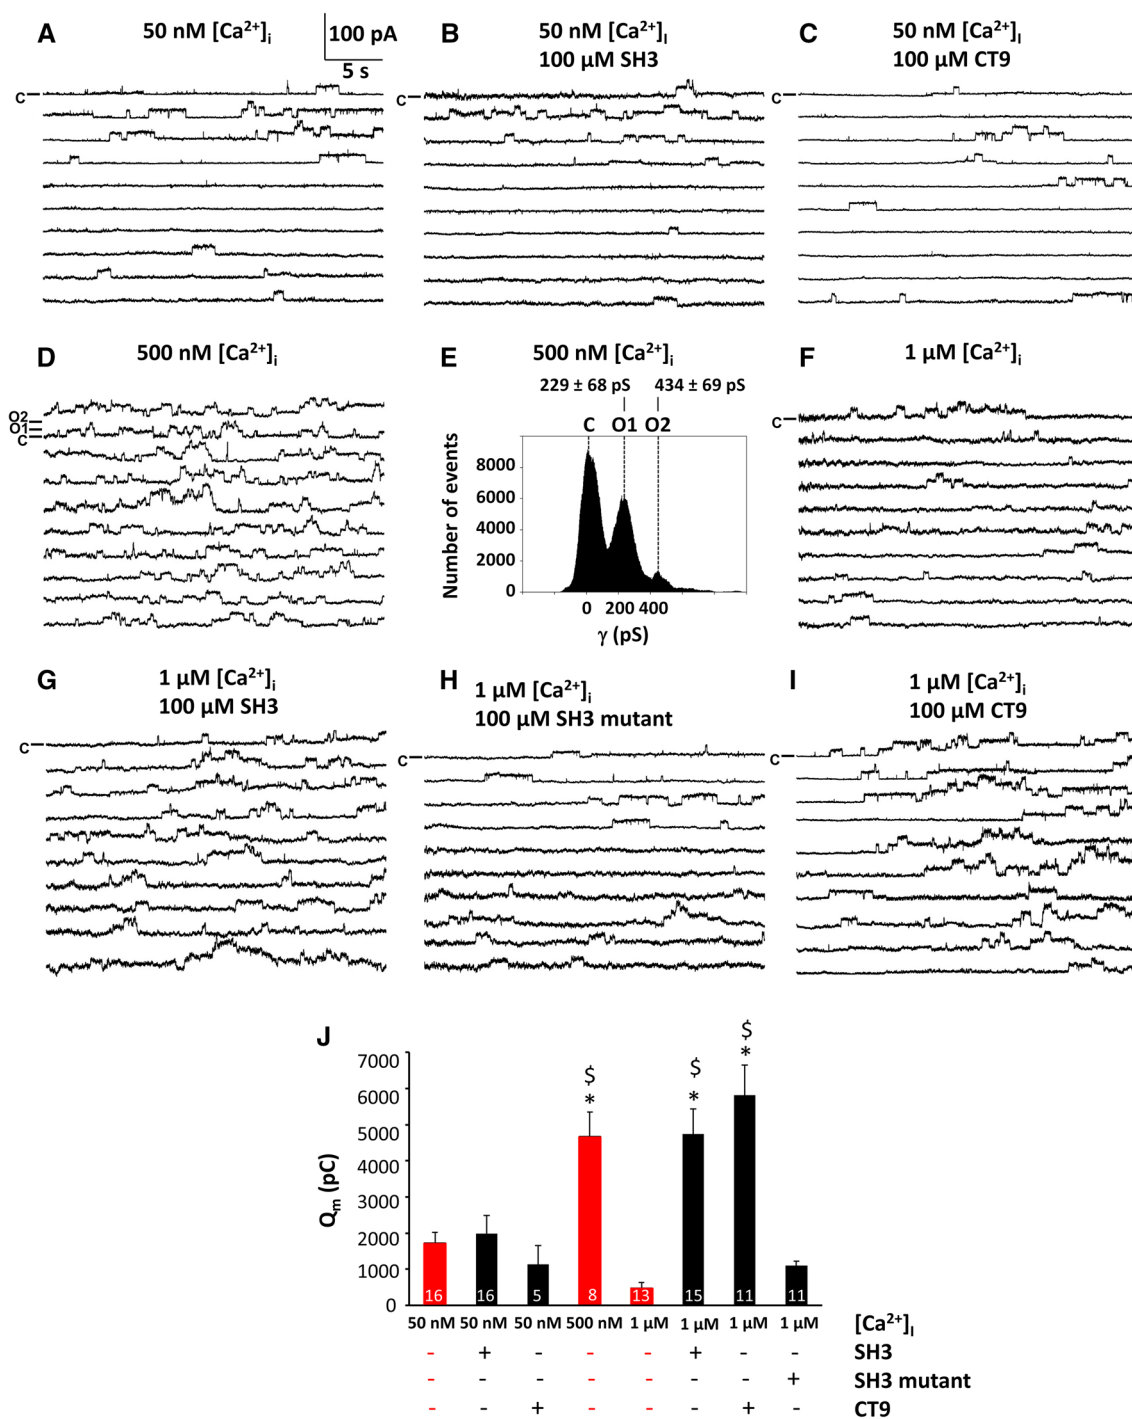 A 50 nM [Ca²⁺]i
100 pA
5 s
C
B 50 nM [Ca²⁺]I
100 μM SH3
C
C 50 nM [Ca²⁺]I
100 μM CT9
C
D 500 nM [Ca²⁺]i
O2
O1
C
E 500 nM [Ca²⁺]i
229 ± 68 pS 434 ± 69 pS
C O1 O2
Number of events
8000
6000
4000
2000
0
0 200 400
γ (pS)
F 1 μM [Ca²⁺]i
C
G 1 μM [Ca²⁺]i
100 μM SH3
C
H 1 μM [Ca²⁺]i
100 μM SH3 mutant
C
I 1 μM [Ca²⁺]i
100 μM CT9
C
J
Qm (pC)
7000
6000
5000
4000
3000
2000
1000
0
$ $ $
* * *
16 16 5 8 13 15 11 11
50 nM 50 nM 50 nM 500 nM 1 μM 1 μM 1 μM 1 μM [Ca²⁺]I
- + - - - + - - SH3
- - - - - - - + SH3 mutant
- - + - - - + - CT9